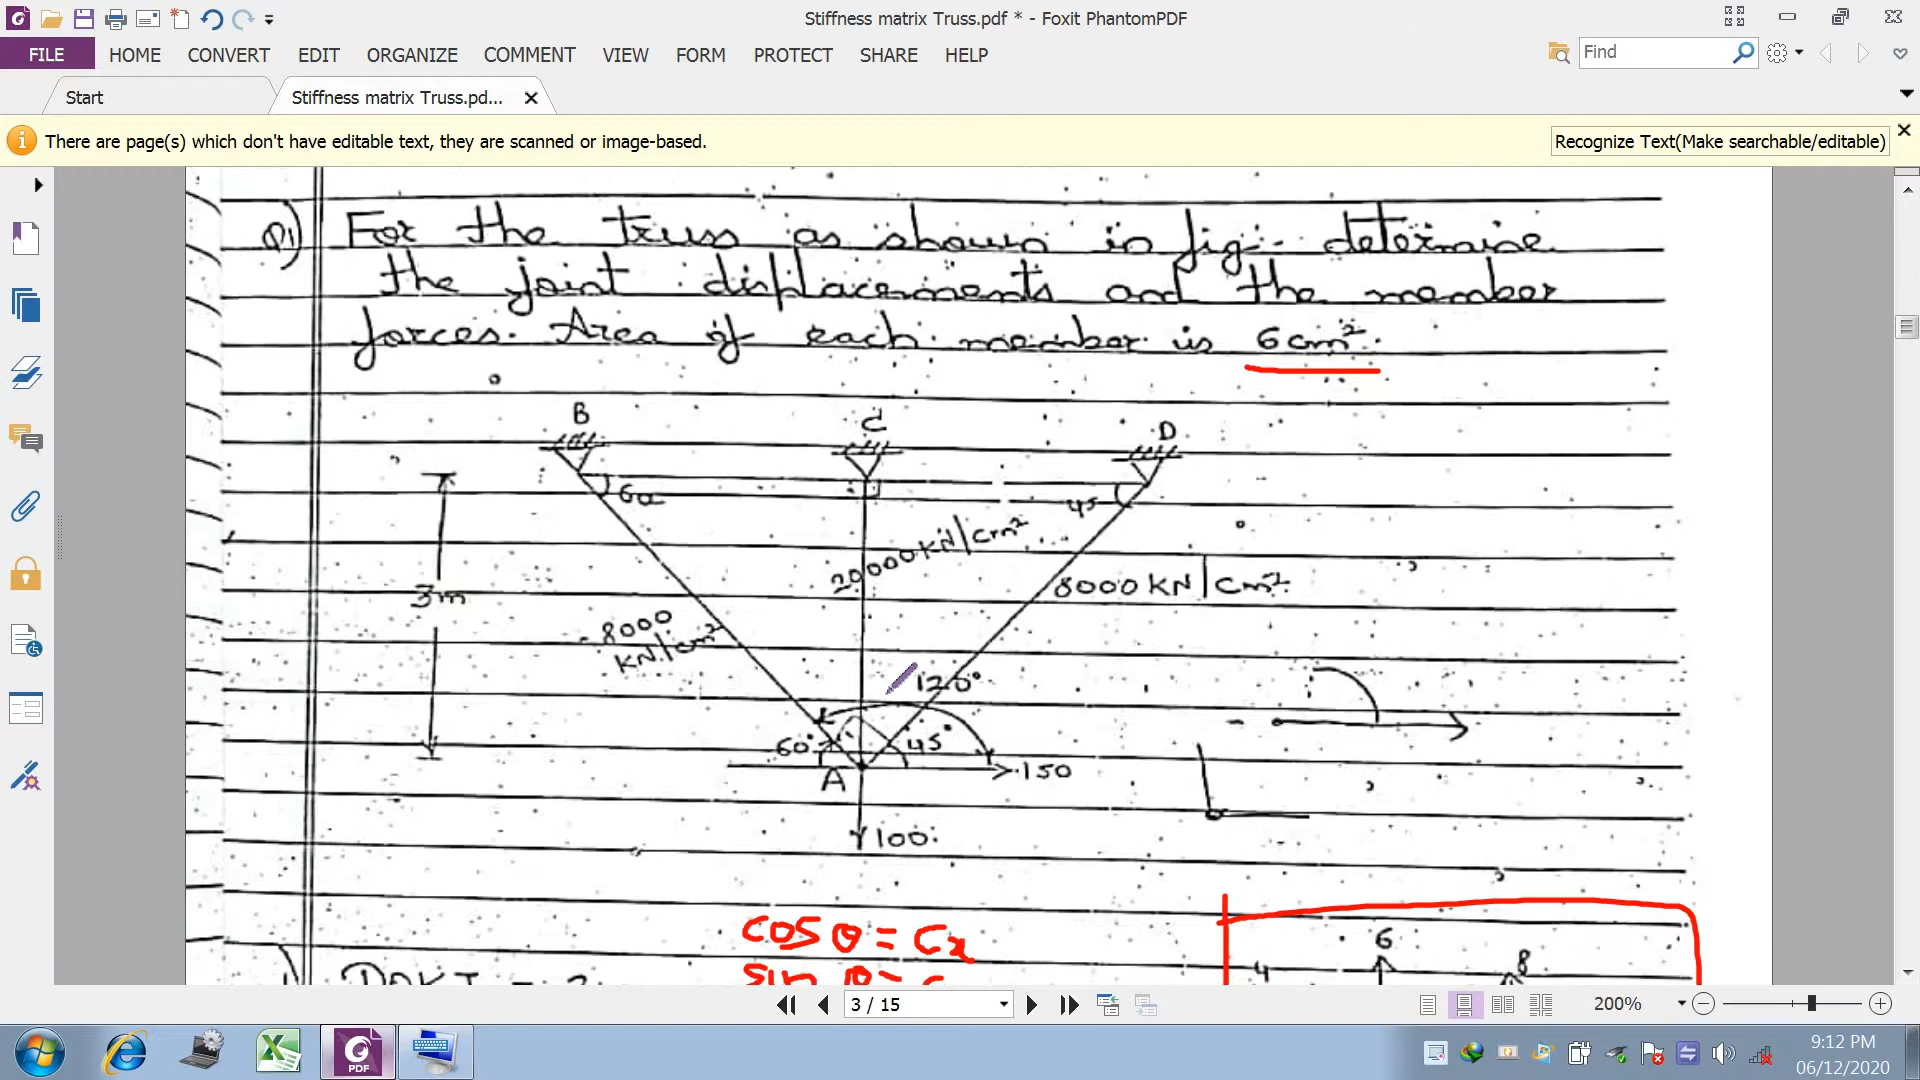 Stiffness matrix Truss.pdf * - Foxit PhantomPDF
FILE HOME CONVERT EDIT ORGANIZE COMMENT VIEW FORM PROTECT SHARE HELP
Find
Start
Stiffness matrix Truss.pd...
There are page(s) which don't have editable text, they are scanned or image-based.
Recognize Text(Make searchable/editable)
Q1) For the truss as shown in fig. determine
the joint displacements and the member
forces. Area of each member is 6cm²
B
C
D
60
45
20000KN/cm²
3m
8000KN/cm²
8000
KN/cm²
120°
60°
45°
A
150
100
cos θ = Cx
6
4
8
3 / 15
200%
PDF
9:12 PM
06/12/2020